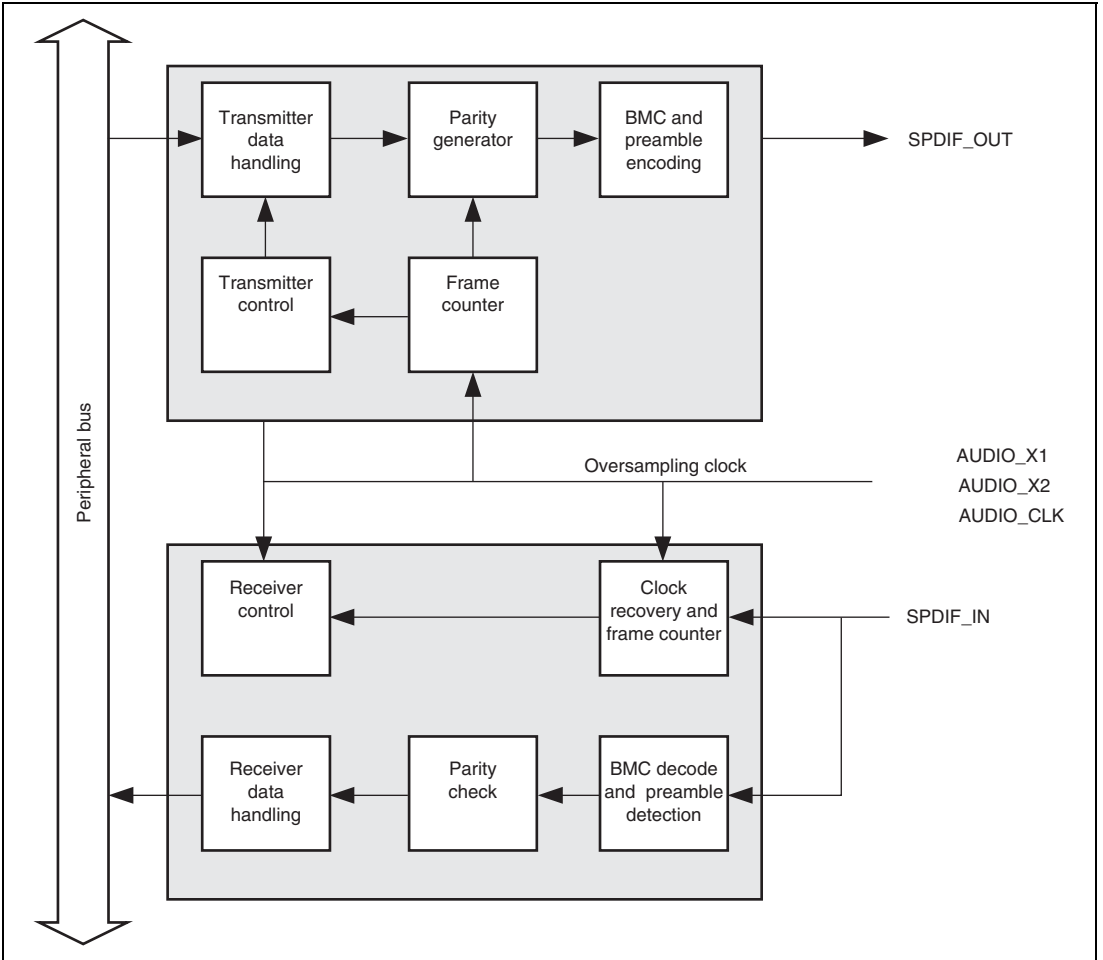 Transmitter
data
handling
Parity
generator
BMC and
preamble
encoding
SPDIF_OUT
Transmitter
control
Frame
counter
Peripheral bus
Oversampling clock
AUDIO_X1
AUDIO_X2
AUDIO_CLK
Receiver
control
Clock
recovery and
frame counter
SPDIF_IN
Receiver
data
handling
Parity
check
BMC decode
and preamble
detection